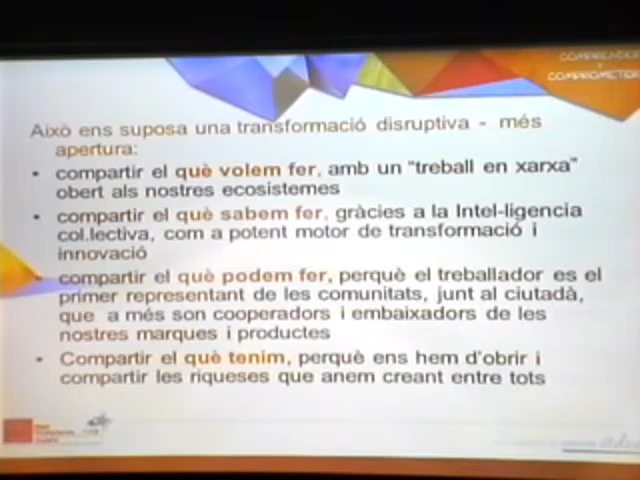 COMPRENDER
Y
COMPROMETER
Això ens suposa una transformació disruptiva - més
apertura:
• compartir el què volem fer, amb un "treball en xarxa"
obert als nostres ecosistemes
• compartir el què sabem fer, gràcies a la Intel-ligencia
col.lectiva, com a potent motor de transformació i
innovació
compartir el què podem fer, perquè el treballador es el
primer representant de les comunitats, junt al ciutadà,
que a més son cooperadors i embaixadors de les
nostres marques i productes
• Compartir el què tenim, perquè ens hem d'obrir i
compartir les riqueses que anem creant entre tots